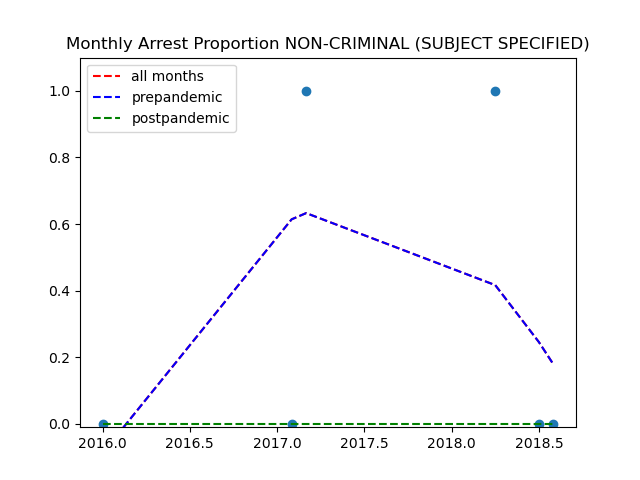 Monthly Arrest Proportion NON-CRIMINAL (SUBJECT SPECIFIED)
all months
prepandemic
postpandemic
1.0
0.8
0.6
0.4
0.2
0.0
2016.0 2016.5 2017.0 2017.5 2018.0 2018.5